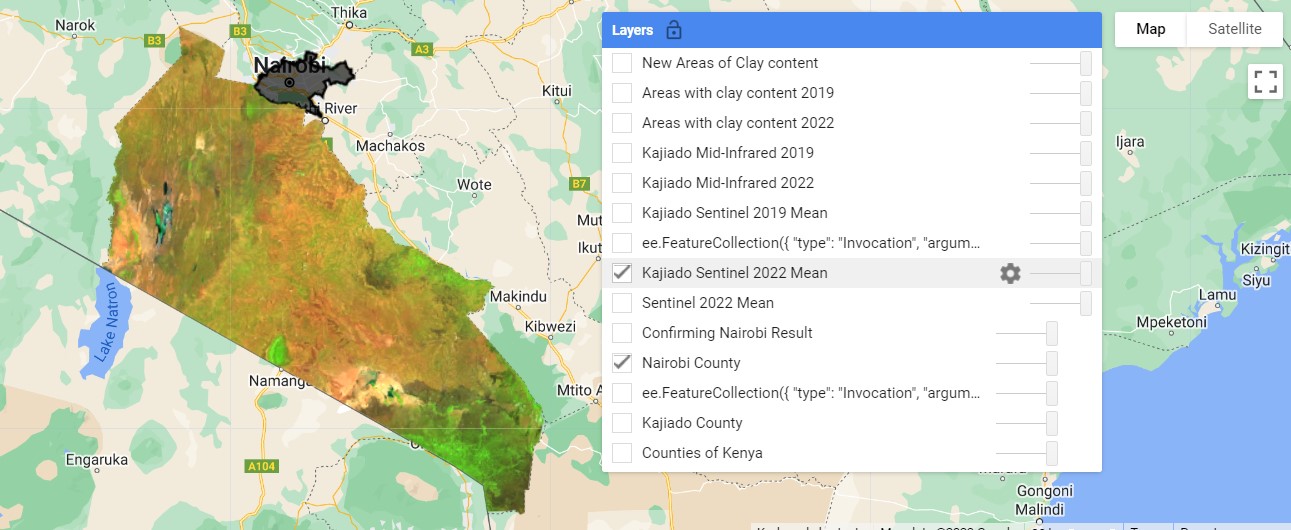 Narok
Thika
B3
B3
A3
Nairobi
River
Kitui
Machakos
Wote
B7
Makindu
Kibwezi
Lake Natron
Namanga
Engaruka
A104
Layers
New Areas of Clay content
Areas with clay content 2019
Areas with clay content 2022
Kajiado Mid-Infrared 2019
Kajiado Mid-Infrared 2022
Kajiado Sentinel 2019 Mean
ee.FeatureCollection({ "type": "Invocation", "argum...
Kajiado Sentinel 2022 Mean
Sentinel 2022 Mean
Confirming Nairobi Result
Nairobi County
ee.FeatureCollection({ "type": "Invocation", "argum...
Kajiado County
Counties of Kenya
Map
Satellite
Ijara
Kizingit
Siyu
Lamu
Mpeketoni
Gongoni
Malindi